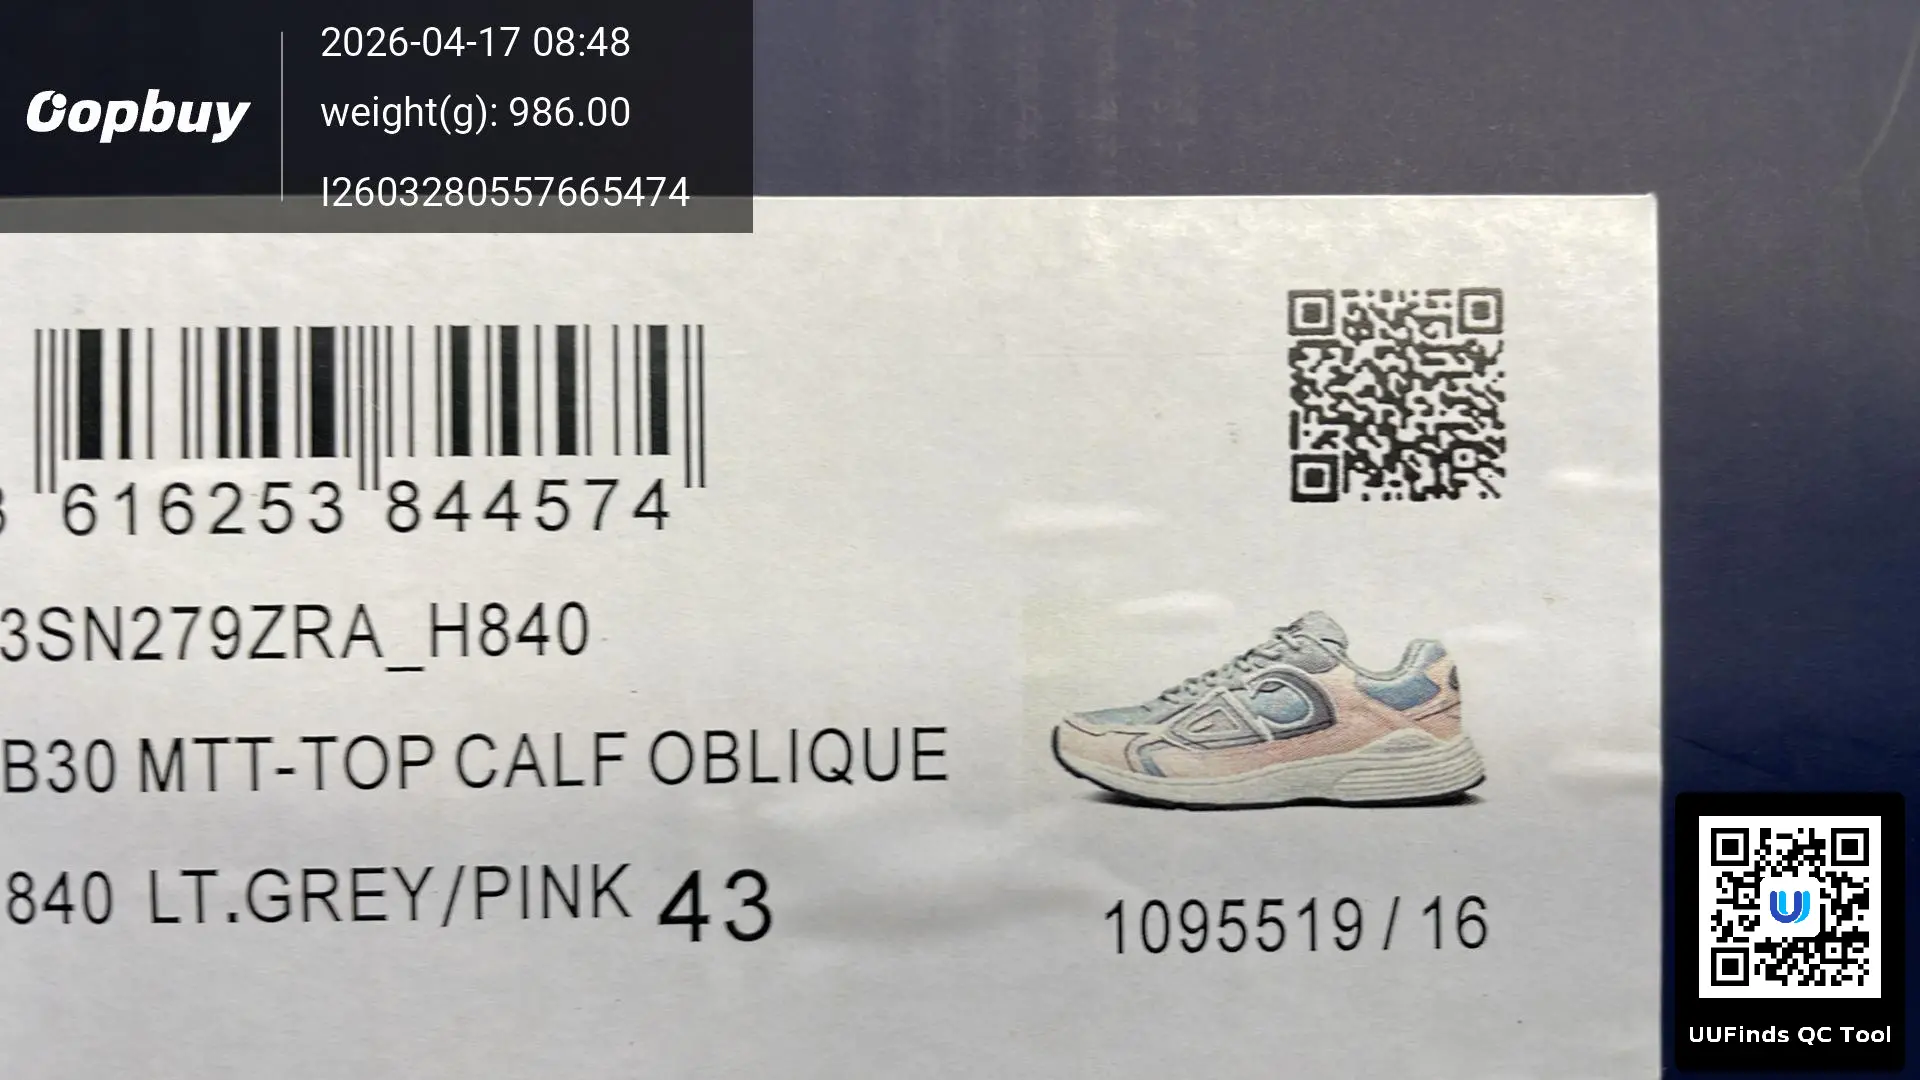 2026-04-17 08:48
oopbuy
weight(g): 986.00
I2603280557665474
616253 844574
3SN279ZRA_H840
B30 MTT-TOP CALF OBLIQUE
840 LT.GREY/PINK 43
1095519 / 16
UUFinds QC Tool